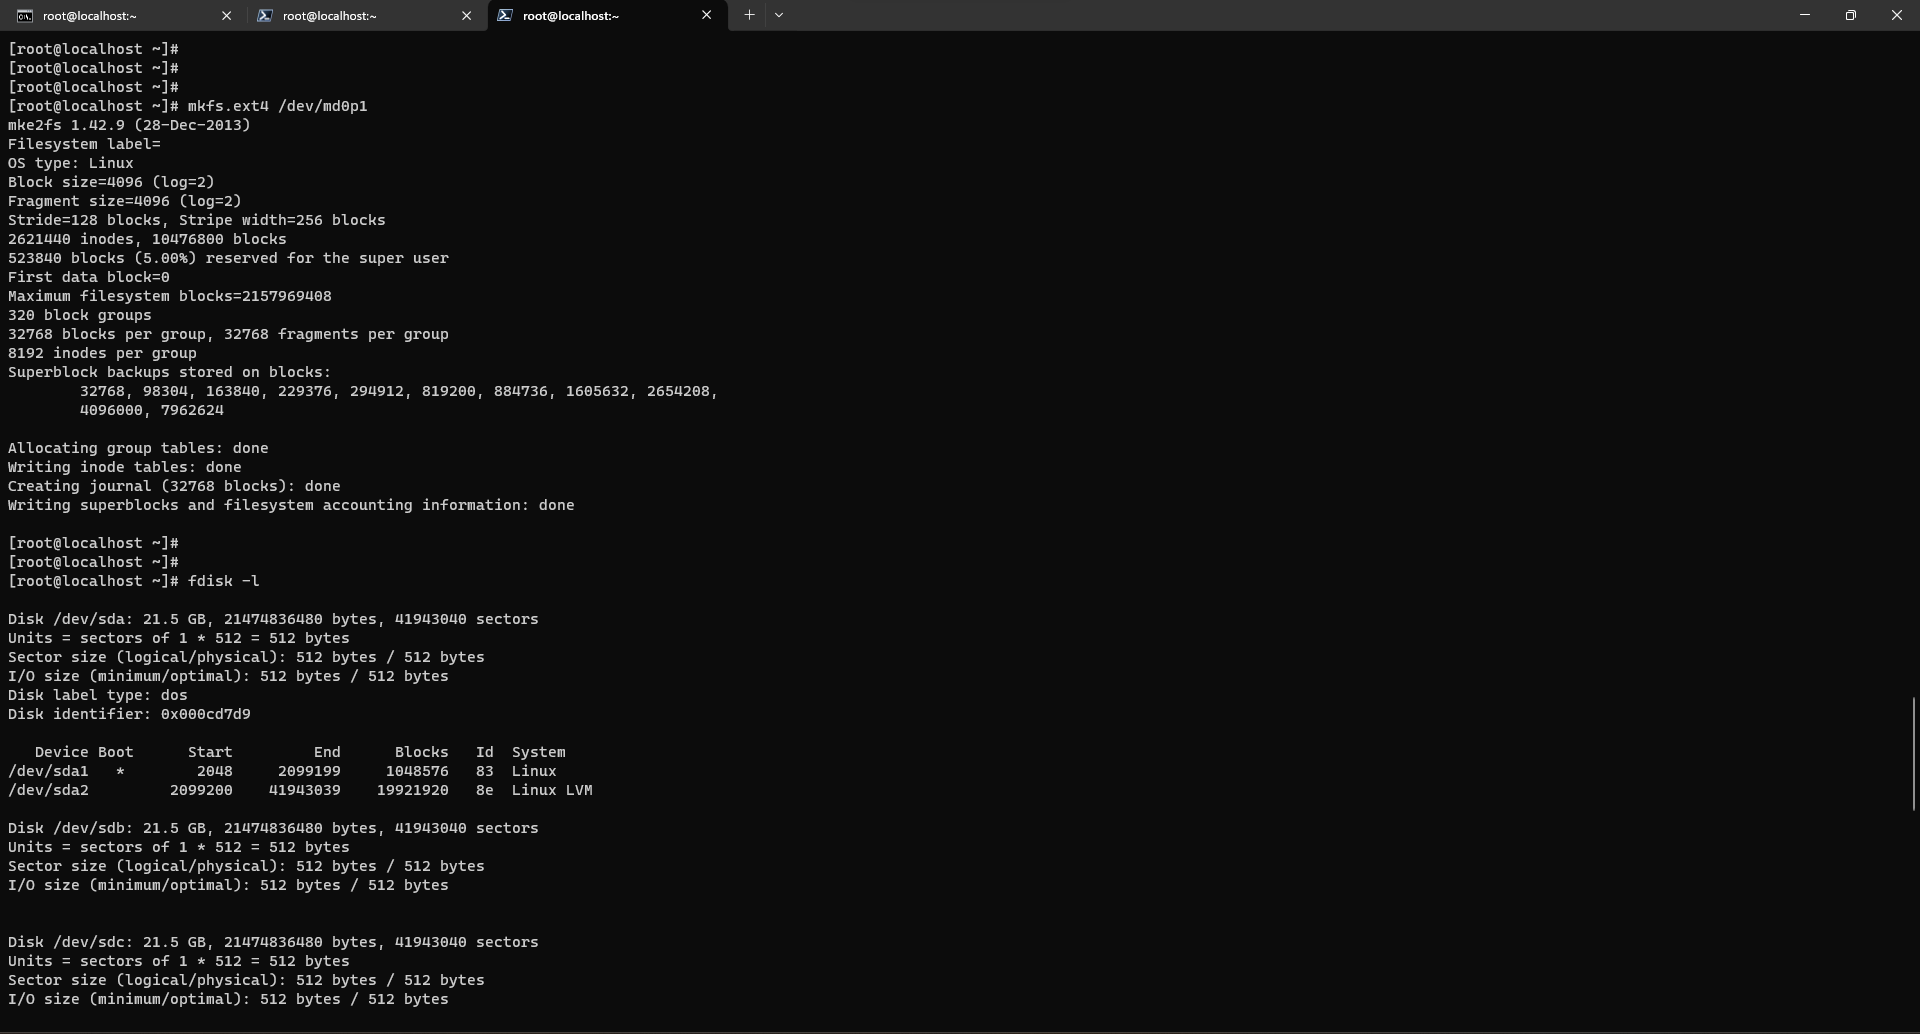 root@localhost:~ root@localhost:~ root@localhost:~
[root@localhost ~]#
[root@localhost ~]#
[root@localhost ~]#
[root@localhost ~]# mkfs.ext4 /dev/md0p1
mke2fs 1.42.9 (28-Dec-2013)
Filesystem label=
OS type: Linux
Block size=4096 (log=2)
Fragment size=4096 (log=2)
Stride=128 blocks, Stripe width=256 blocks
2621440 inodes, 10476800 blocks
523840 blocks (5.00%) reserved for the super user
First data block=0
Maximum filesystem blocks=2157969408
320 block groups
32768 blocks per group, 32768 fragments per group
8192 inodes per group
Superblock backups stored on blocks:
        32768, 98304, 163840, 229376, 294912, 819200, 884736, 1605632, 2654208,
        4096000, 7962624
Allocating group tables: done
Writing inode tables: done
Creating journal (32768 blocks): done
Writing superblocks and filesystem accounting information: done
[root@localhost ~]#
[root@localhost ~]#
[root@localhost ~]# fdisk -l
Disk /dev/sda: 21.5 GB, 21474836480 bytes, 41943040 sectors
Units = sectors of 1 * 512 = 512 bytes
Sector size (logical/physical): 512 bytes / 512 bytes
I/O size (minimum/optimal): 512 bytes / 512 bytes
Disk label type: dos
Disk identifier: 0x000cd7d9
   Device Boot      Start         End      Blocks   Id  System
/dev/sda1   *        2048     2099199     1048576   83  Linux
/dev/sda2         2099200    41943039    19921920   8e  Linux LVM
Disk /dev/sdb: 21.5 GB, 21474836480 bytes, 41943040 sectors
Units = sectors of 1 * 512 = 512 bytes
Sector size (logical/physical): 512 bytes / 512 bytes
I/O size (minimum/optimal): 512 bytes / 512 bytes
Disk /dev/sdc: 21.5 GB, 21474836480 bytes, 41943040 sectors
Units = sectors of 1 * 512 = 512 bytes
Sector size (logical/physical): 512 bytes / 512 bytes
I/O size (minimum/optimal): 512 bytes / 512 bytes